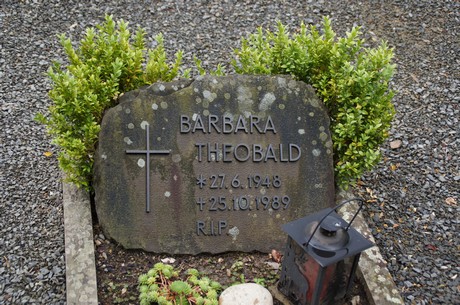 BARBARA
THEOBALD
* 27. 6. 1948
+ 25. 10. 1989
R.I.P.